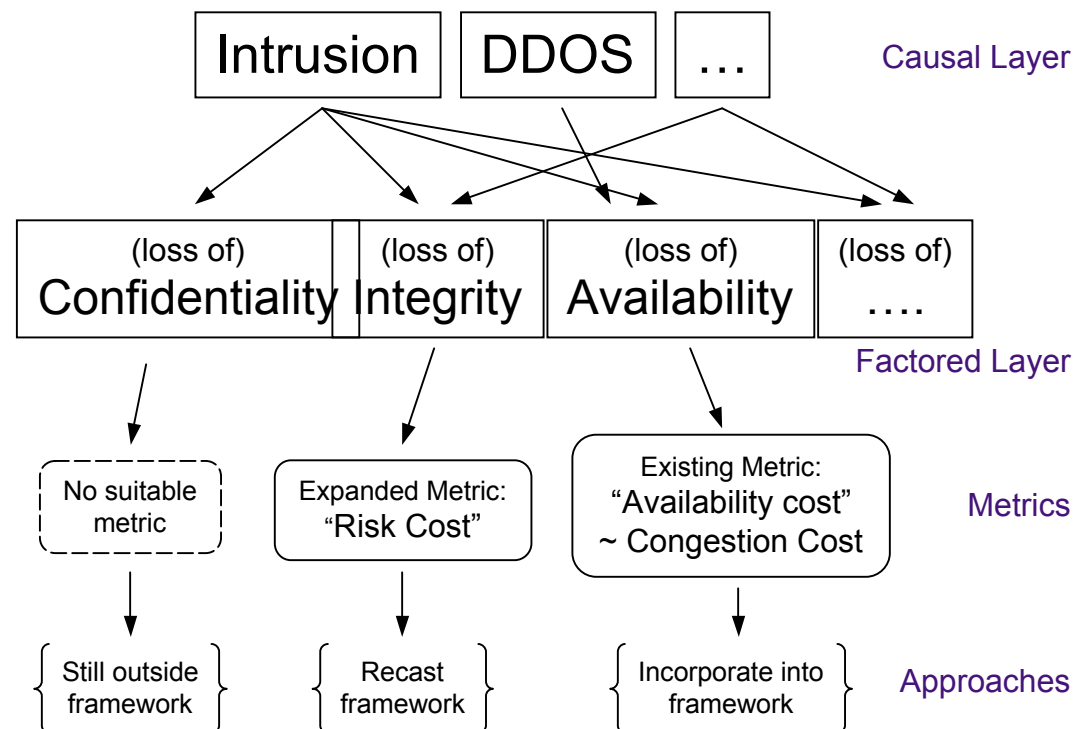 Intrusion DDOS … Causal Layer
(loss of) (loss of) (loss of) (loss of)
Confidentiality Integrity Availability ….
Factored Layer
No suitable
metric
Expanded Metric:
“Risk Cost”
Existing Metric:
“Availability cost”
~ Congestion Cost
Metrics
Still outside
framework
Recast
framework
Incorporate into
framework
Approaches